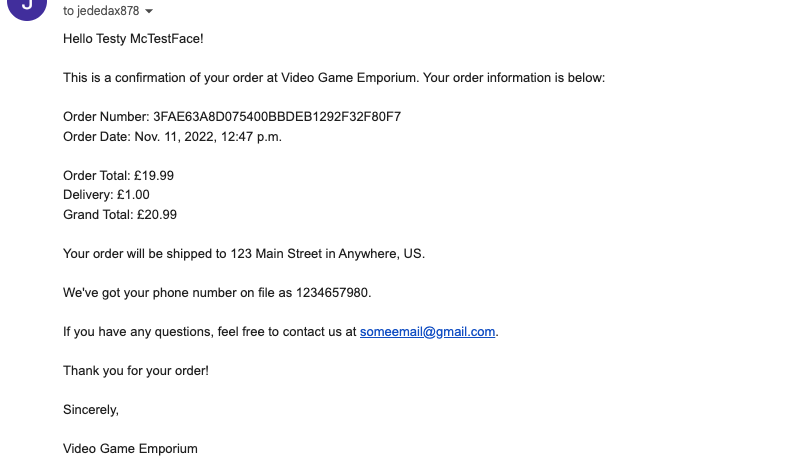 J
to jededax878
Hello Testy McTestFace!
This is a confirmation of your order at Video Game Emporium. Your order information is below:
Order Number: 3FAE63A8D075400BBDEB1292F32F80F7
Order Date: Nov. 11, 2022, 12:47 p.m.
Order Total: £19.99
Delivery: £1.00
Grand Total: £20.99
Your order will be shipped to 123 Main Street in Anywhere, US.
We've got your phone number on file as 1234657980.
If you have any questions, feel free to contact us at someemail@gmail.com.
Thank you for your order!
Sincerely,
Video Game Emporium